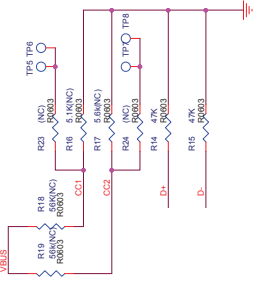 TP5 TP6
TP7 TP8
R23 (NC) R0603
R16 5.1K(NC) R0603
R17 5.6k(NC) R0603
R24 (NC) R0603
R14 47K R0603
R15 47K R0603
CC1
CC2
D+
D-
R18 56K(NC) R0603
R19 56k(NC) R0603
VBUS